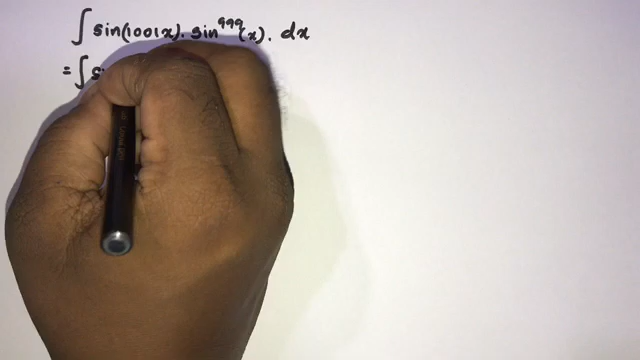 ∫ sin(1001x). sin⁹⁹⁹(x). dx
= ∫ s